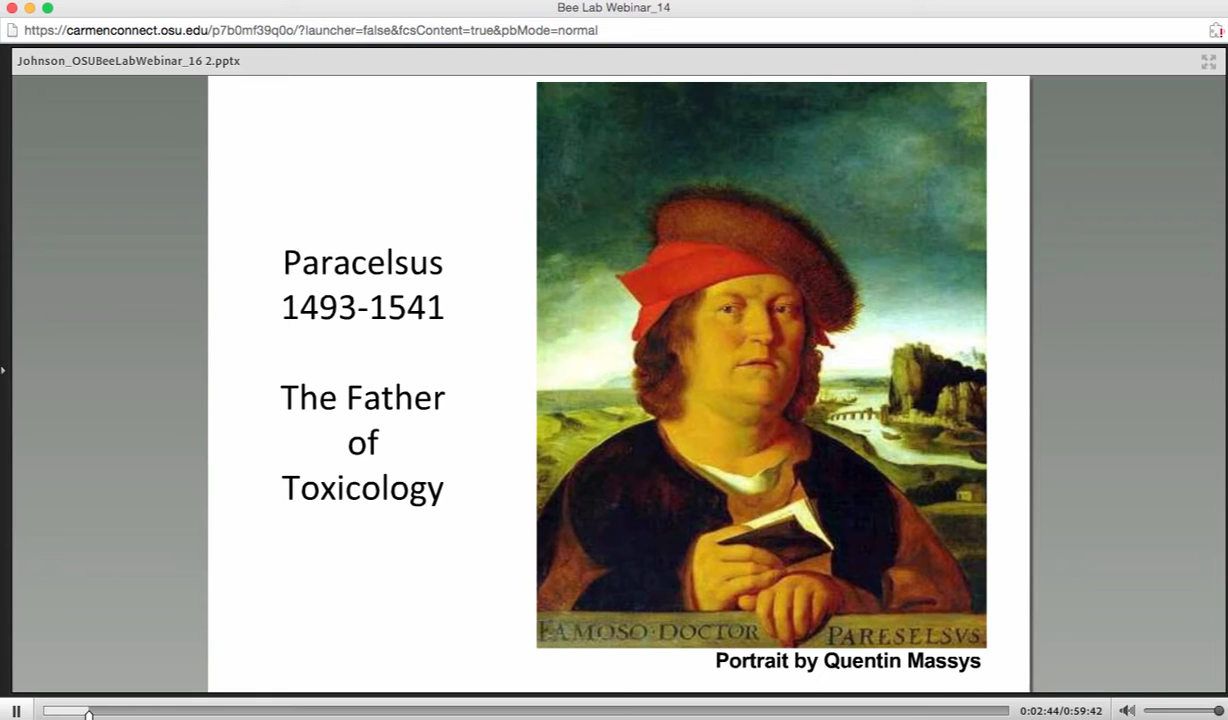 Bee Lab Webinar_14
https://carmenconnect.osu.edu/p7b0mf39q0o/?launcher=false&fcsContent=true&pbMode=normal
Johnson_OSUBeeLabWebinar_16 2.pptx
Paracelsus
1493-1541
The Father
of
Toxicology
FAMOSO·DOCTOR PARESELSVS
Portrait by Quentin Massys
0:02:44/0:59:42